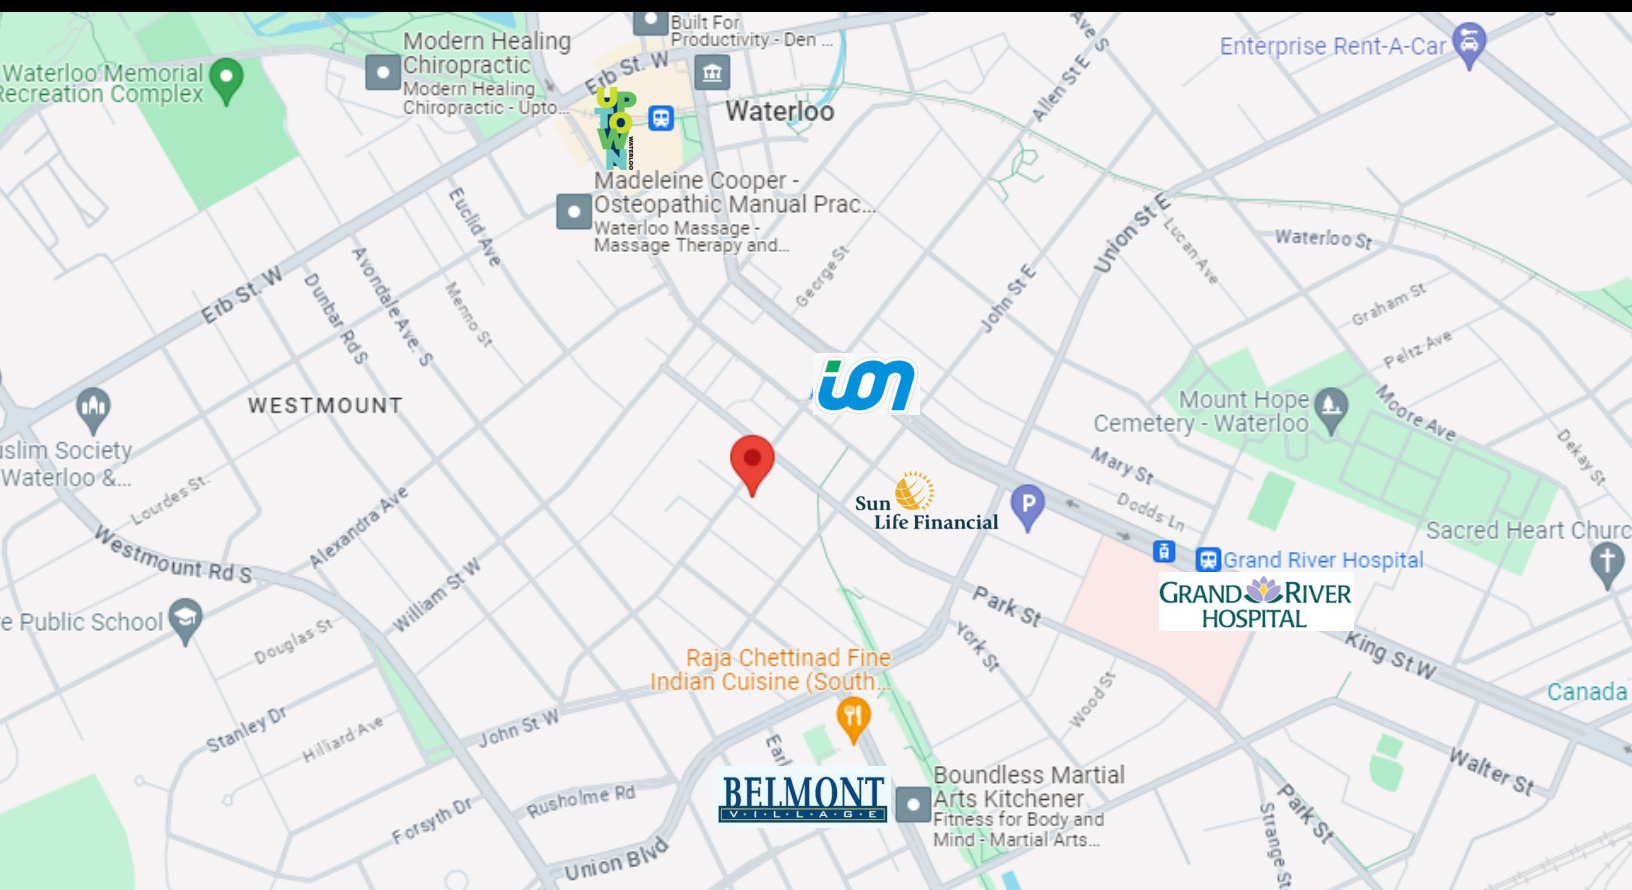 Built For
Productivity - Den ...
Ave S
Modern Healing
Chiropractic
Modern Healing
Chiropractic - Upto...
Erb St. W
Enterprise Rent-A-Car
Waterloo Memorial
Recreation Complex
Allen St E
UPTOWN
WATERLOO
Waterloo
Madeleine Cooper -
Osteopathic Manual Prac...
Waterloo Massage -
Massage Therapy and...
Euclid Ave
Union St E
Lucan Ave
Waterloo St
George St
Avondale Ave. S
Dunbar Rd S
Erb St. W
Menno St
John St E
Graham St
Peltz Ave
ion
WESTMOUNT
Mount Hope
Cemetery - Waterloo
Moore Ave
Dekay St
uslim Society
Waterloo &...
Lourdes St.
Mary St
Dodds Ln
Sun
Life Financial
P
Alexandra Ave
Westmount Rd S
Sacred Heart Churc
Grand River Hospital
GRAND RIVER
HOSPITAL
William St W
Park St
e Public School
Douglas St
York St
King St W
Raja Chettinad Fine
Indian Cuisine (South...
Wood St
Canada
Stanley Dr
Hilliard Ave
John St W
Earl
Walter St
BELMONT
VILLAGE
Boundless Martial
Arts Kitchener
Fitness for Body and
Mind - Martial Arts...
Rusholme Rd
Forsyth Dr
Park St
Strange St
Union Blvd